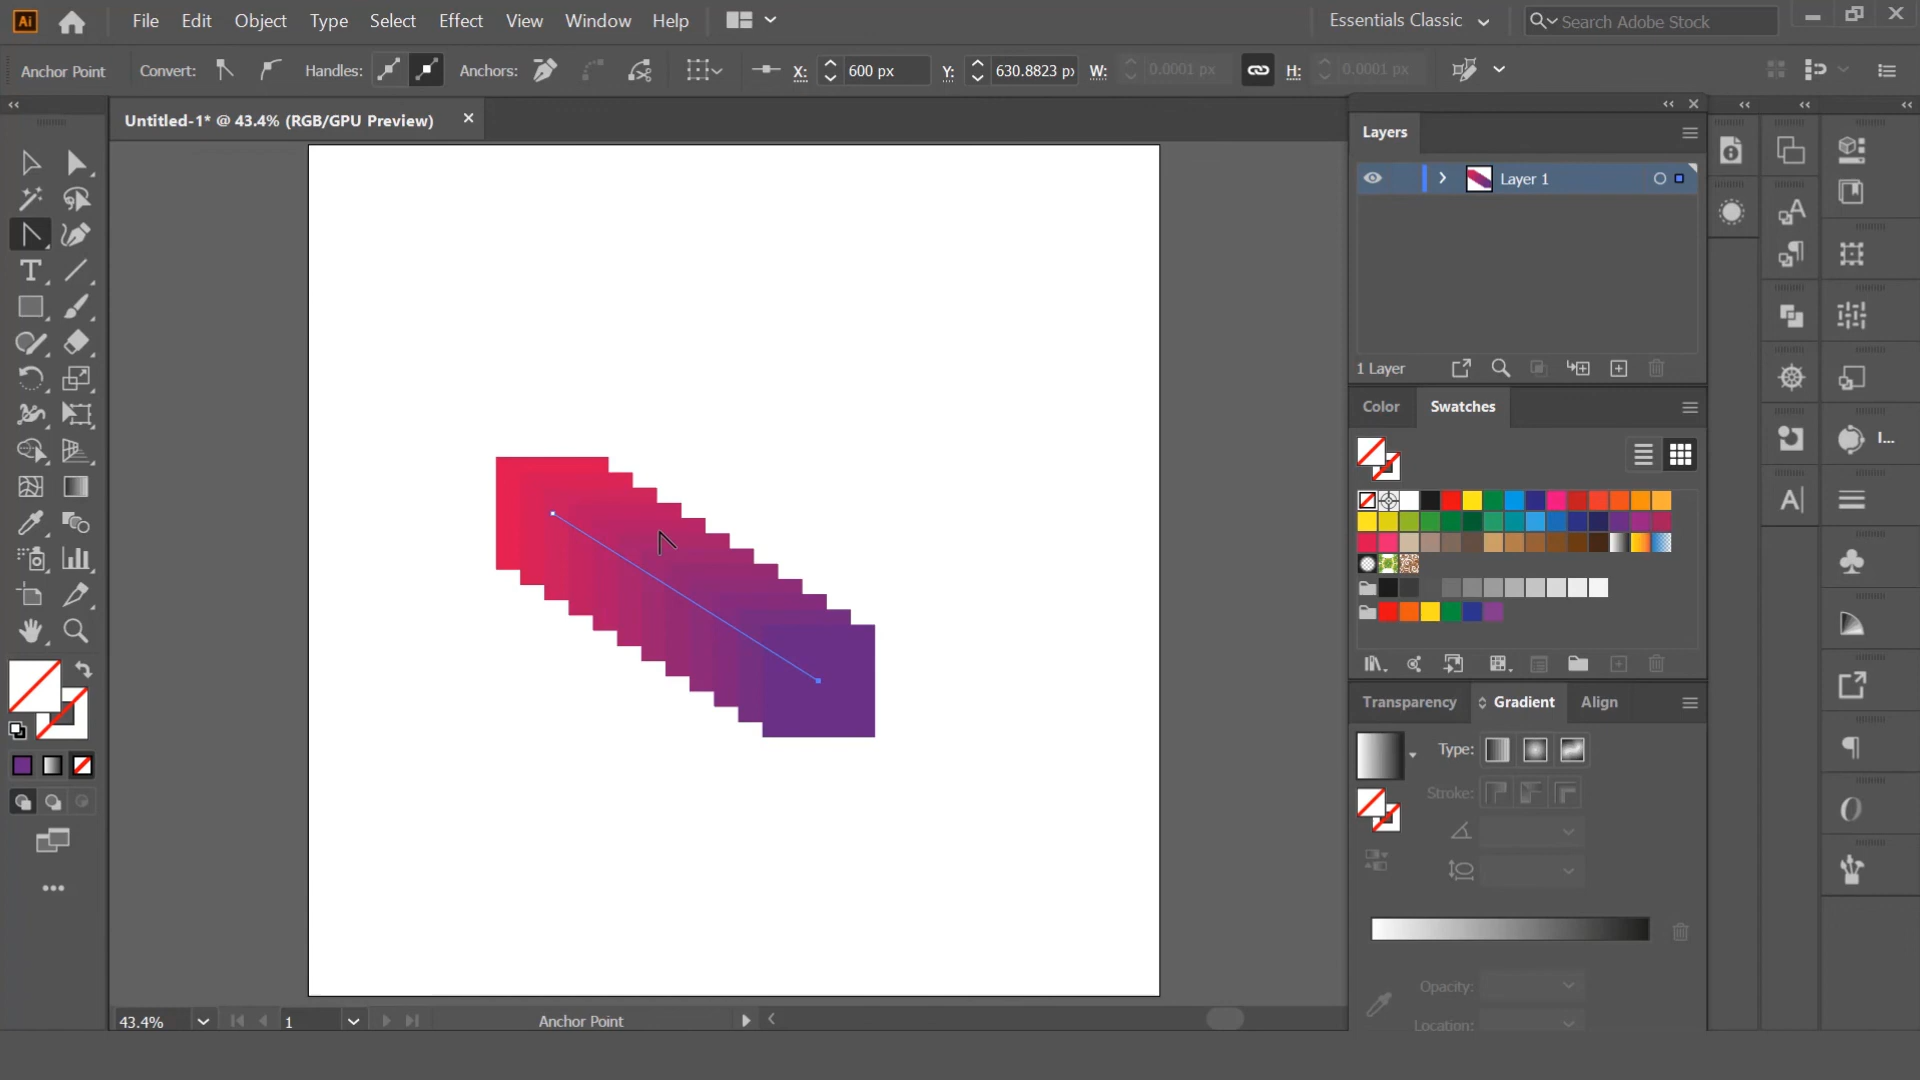 Ai File Edit Object Type Select Effect View Window Help Essentials Classic Search Adobe Stock
Anchor Point Convert: Handles: Anchors: X: 600 px Y: 630.8823 px W: 0.0001 px H: 0.0001 px
Untitled-1* @ 43.4% (RGB/GPU Preview)
Layers
Layer 1
1 Layer
Color Swatches
I...
Transparency Gradient Align
Type:
Stroke:
Opacity:
Location:
43.4% 1 Anchor Point